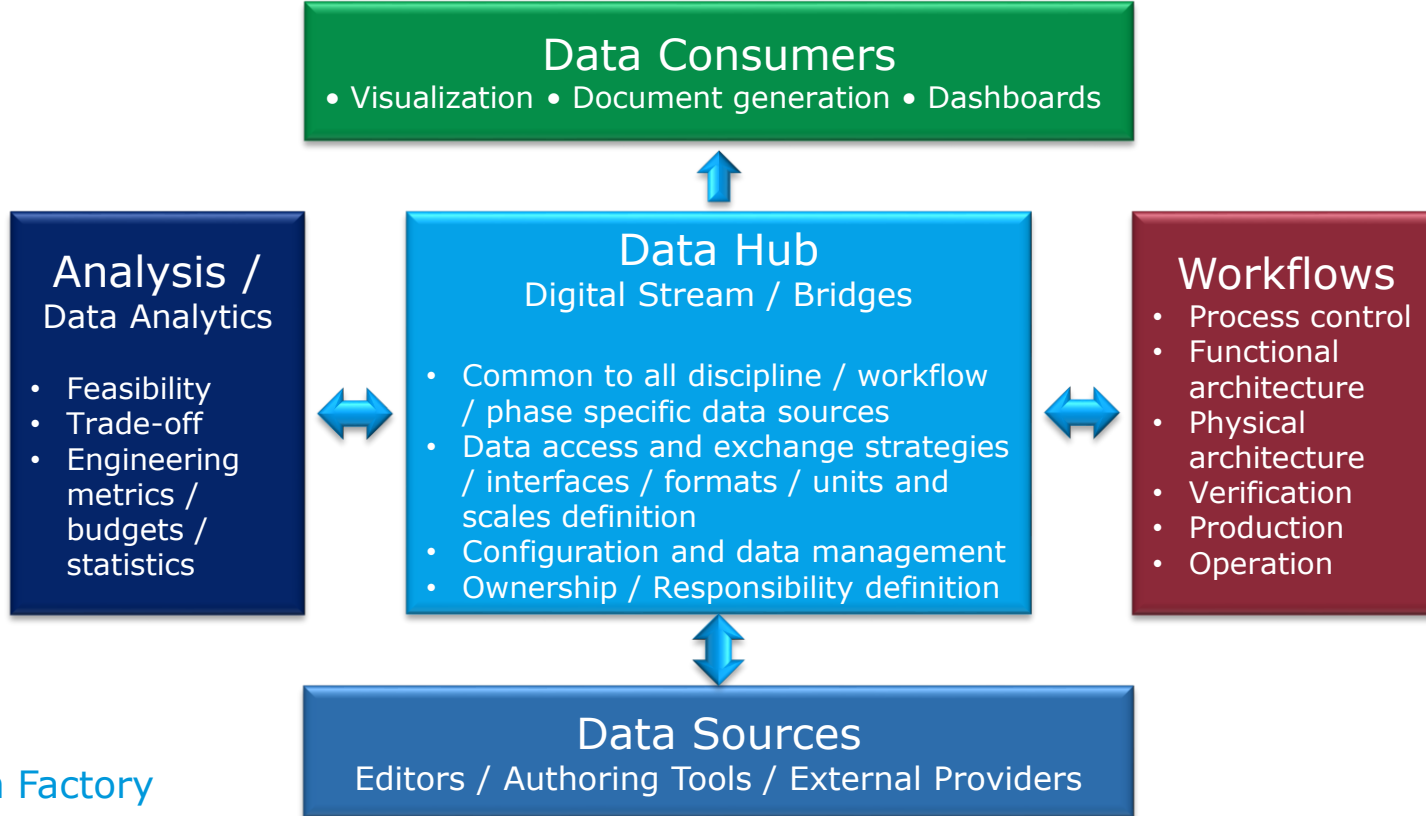 Data Consumers
• Visualization • Document generation • Dashboards
Analysis /
Data Analytics
• Feasibility
• Trade-off
• Engineering
metrics /
budgets /
statistics
Data Hub
Digital Stream / Bridges
• Common to all discipline / workflow
/ phase specific data sources
• Data access and exchange strategies
/ interfaces / formats / units and
scales definition
• Configuration and data management
• Ownership / Responsibility definition
Workflows
• Process control
• Functional
architecture
• Physical
architecture
• Verification
• Production
• Operation
Data Sources
Editors / Authoring Tools / External Providers
Factory